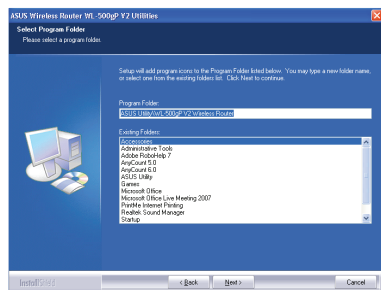 ASUS Wireless Router WL-500gP V2 Utilities
Select Program Folder
Please select a program folder.
Setup will add program icons to the Program Folder listed below. You may type a new folder name,
or select one from the existing folders list. Click Next to continue.
Program Folder:
ASUS Utility\WL-500gP V2 Wireless Router
Existing Folders:
Accessories
Administrative Tools
Adobe RoboHelp 7
AnyCount 5.0
AnyCount 6.0
ASUS Utility
Games
Microsoft Office
Microsoft Office Live Meeting 2007
PrintMe Internet Printing
Realtek Sound Manager
Startup
InstallShield
< Back
Next >
Cancel